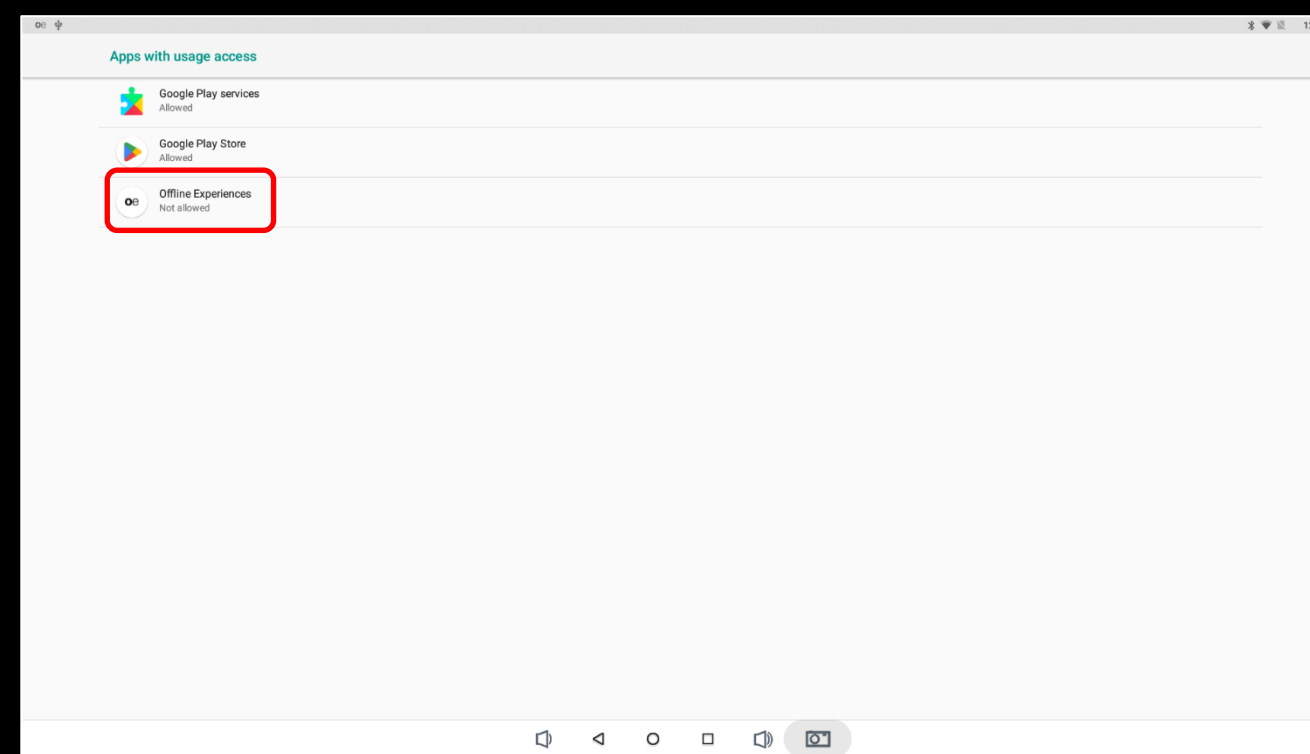 oe
Apps with usage access
Google Play services
Allowed
Google Play Store
Allowed
oe
Offline Experiences
Not allowed